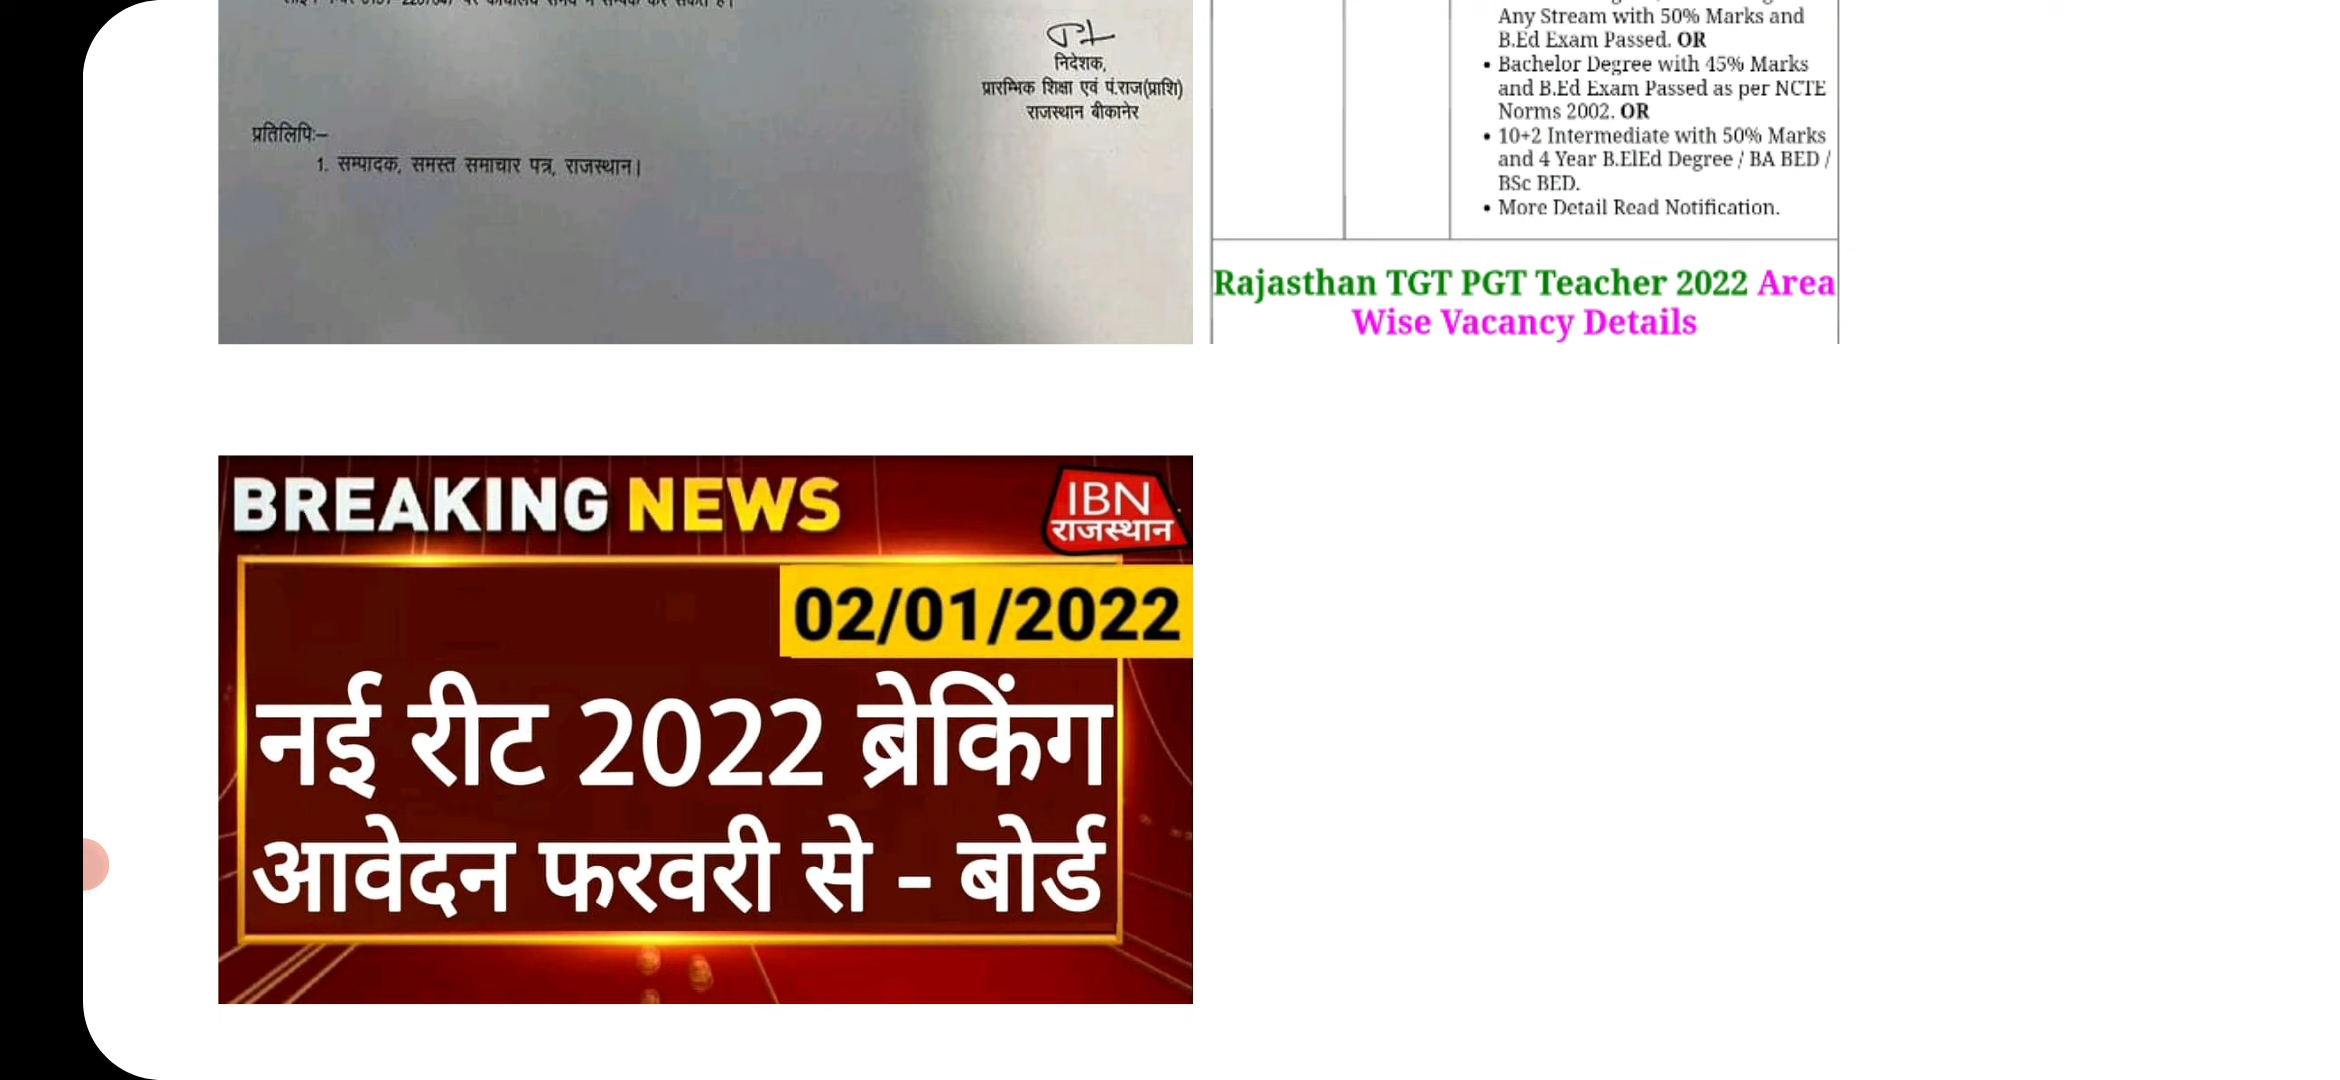 निदेशक,
प्रारम्भिक शिक्षा एवं पं.राज(प्राशि)
राजस्थान बीकानेर
प्रतिलिपि:–
1. सम्पादक, समस्त समाचार पत्र, राजस्थान।
Any Stream with 50% Marks and
B.Ed Exam Passed. OR
• Bachelor Degree with 45% Marks
and B.Ed Exam Passed as per NCTE
Norms 2002. OR
• 10+2 Intermediate with 50% Marks
and 4 Year B.ElEd Degree / BA BED /
BSc BED.
• More Detail Read Notification.
Rajasthan TGT PGT Teacher 2022 Area
Wise Vacancy Details
BREAKING NEWS
IBN
राजस्थान
02/01/2022
नई रीट 2022 ब्रेकिंग
आवेदन फरवरी से - बोर्ड